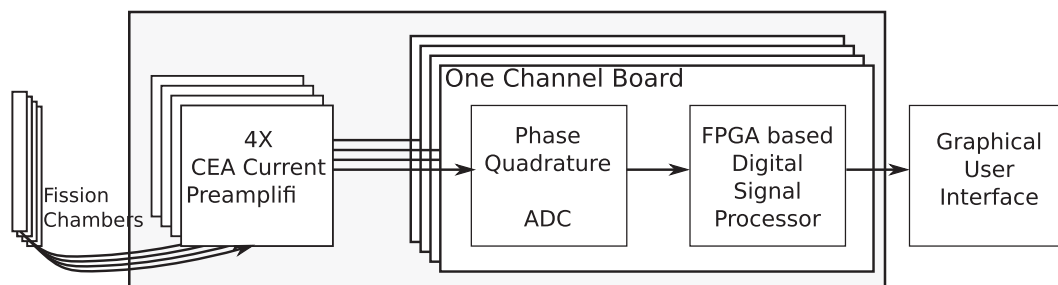 One Channel Board
4X
CEA Current
Preamplifi
Fission
Chambers
Phase
Quadrature
ADC
FPGA based
Digital
Signal
Processor
Graphical
User
Interface